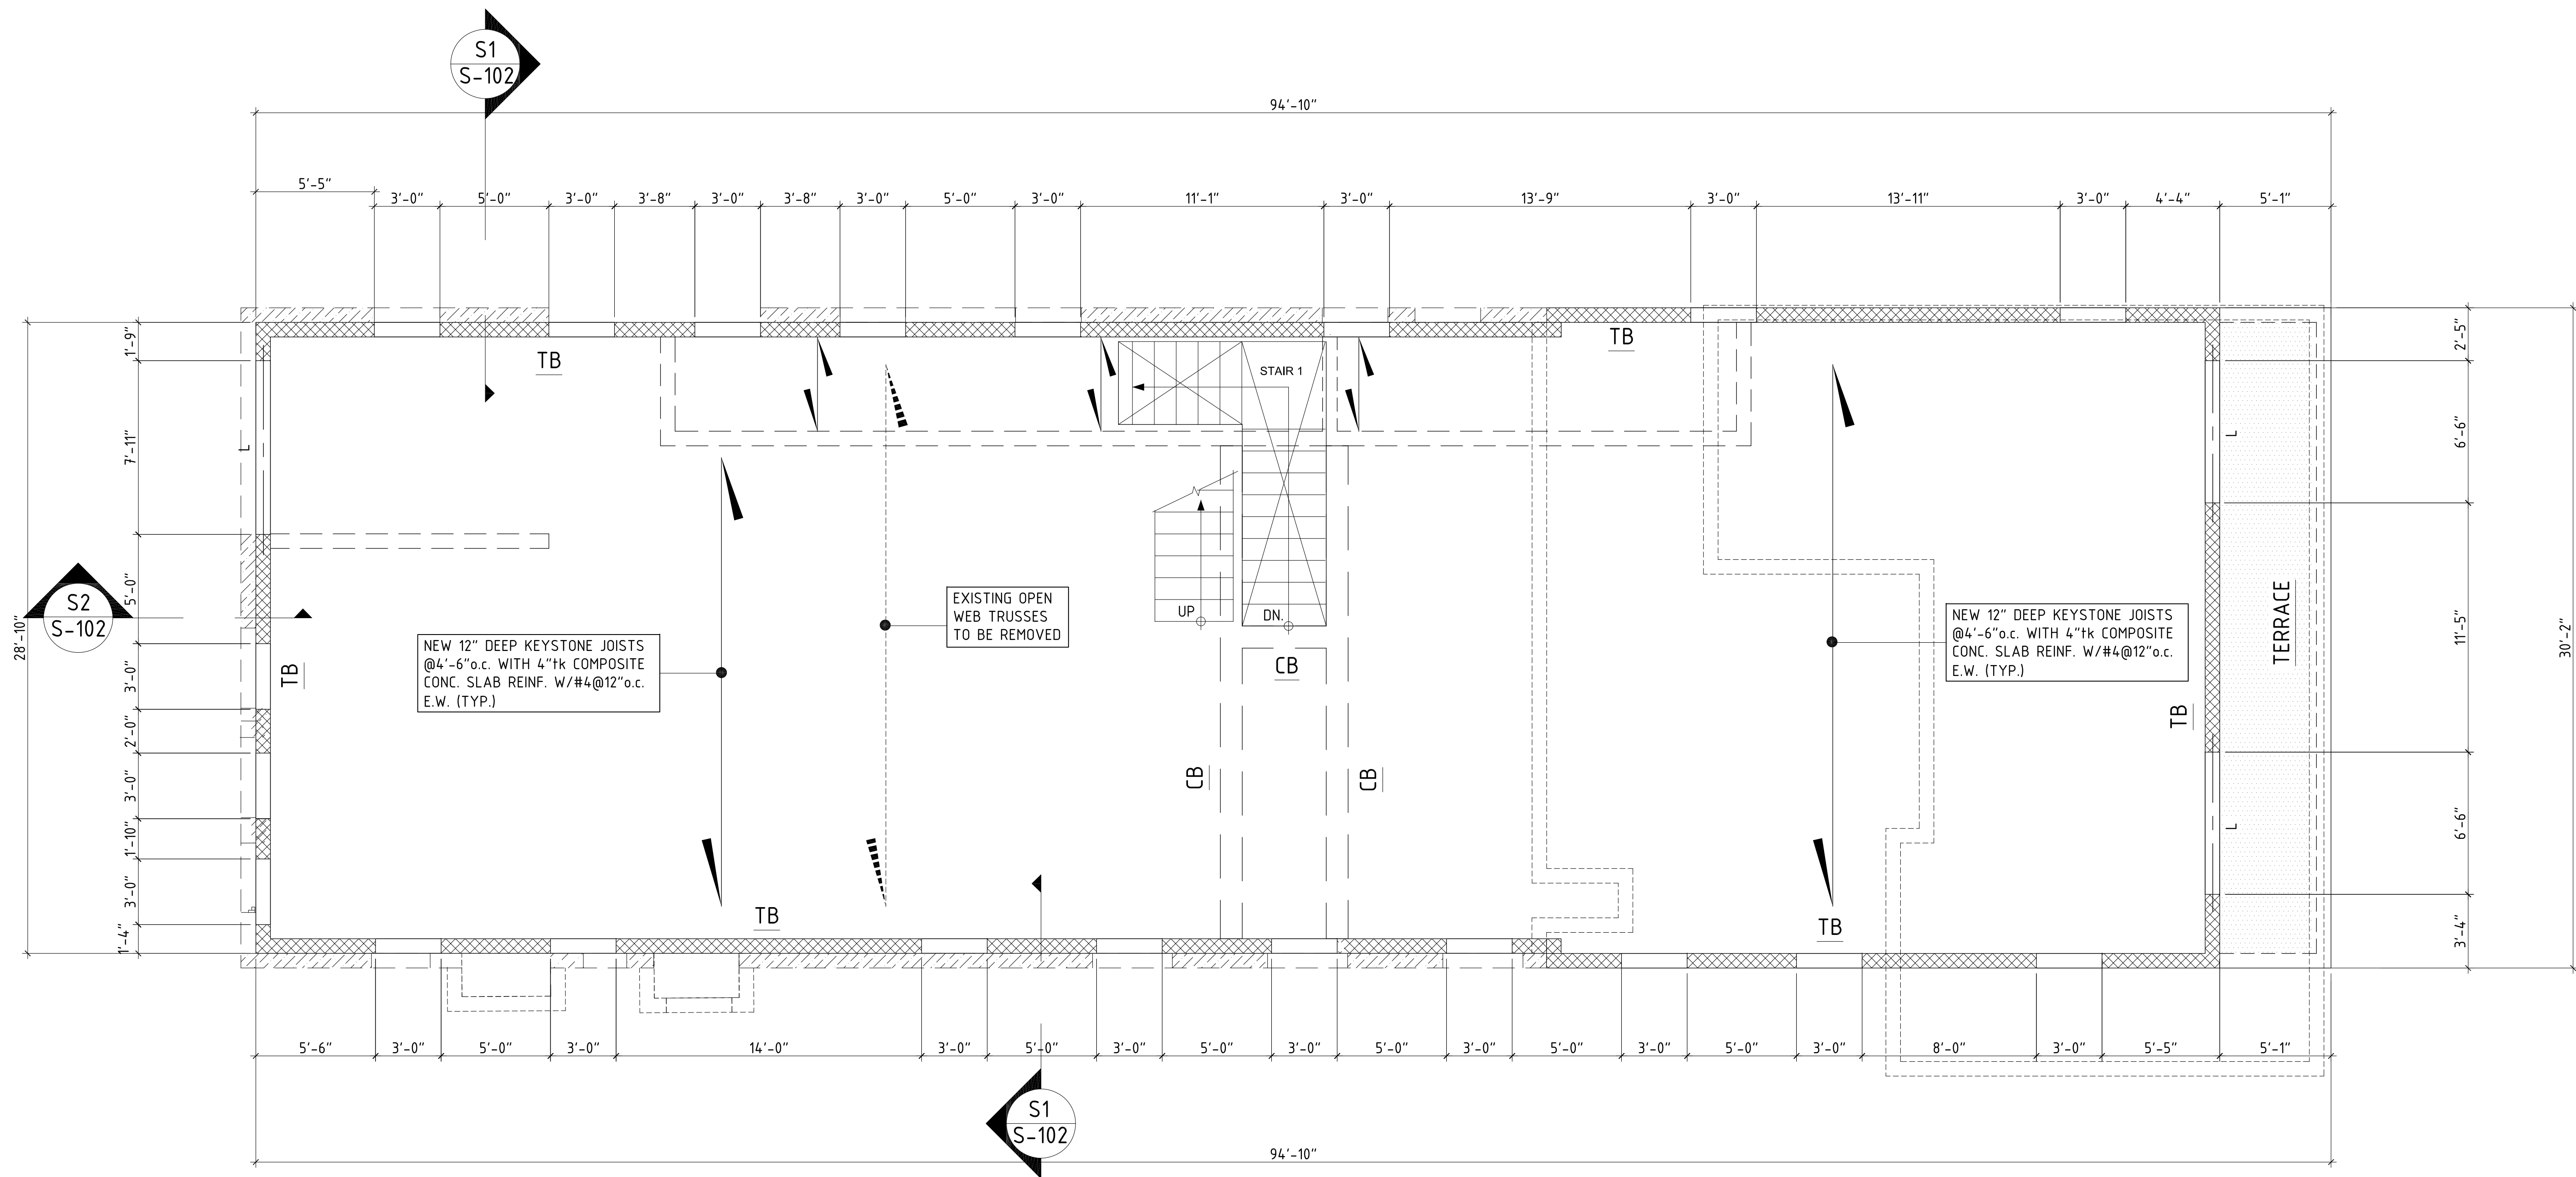 S1
S-102
94'-10"
5'-5"
3'-0" 5'-0" 3'-0" 3'-8" 3'-0" 3'-8" 3'-0" 5'-0" 3'-0" 11'-1" 3'-0" 13'-9" 3'-0" 13'-11" 3'-0" 4'-4" 5'-1"
28'-10"
1'-9"
7'-11"
5'-0"
3'-0"
2'-0"
3'-0"
1'-10"
3'-0"
1'-4"
S2
S-102
L
TB
TB
TB
STAIR 1
UP
DN.
NEW 12" DEEP KEYSTONE JOISTS
@4'-6"o.c. WITH 4"tk COMPOSITE
CONC. SLAB REINF. W/#4@12"o.c.
E.W. (TYP.)
EXISTING OPEN
WEB TRUSSES
TO BE REMOVED
CB
CB
CB
TB
NEW 12" DEEP KEYSTONE JOISTS
@4'-6"o.c. WITH 4"tk COMPOSITE
CONC. SLAB REINF. W/#4@12"o.c.
E.W. (TYP.)
TB
TB
L
L
TERRACE
2'-5"
6'-6"
11'-5"
6'-6"
3'-4"
30'-2"
5'-6" 3'-0" 5'-0" 3'-0" 14'-0" 3'-0" 5'-0" 3'-0" 5'-0" 3'-0" 5'-0" 3'-0" 5'-0" 3'-0" 5'-0" 3'-0" 8'-0" 3'-0" 5'-5" 5'-1"
S1
S-102
94'-10"